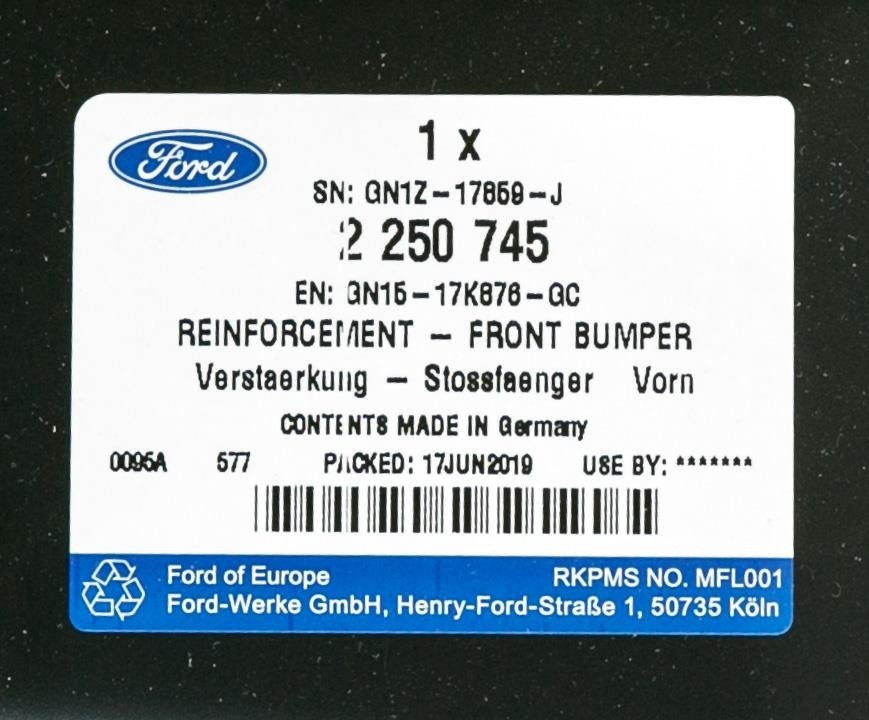 Ford
1 x
SN: GN1Z-17859-J
2 250 745
EN: GN15-17K876-GC
REINFORCEMENT - FRONT BUMPER
Verstaerkung - Stossfaenger Vorn
CONTENTS MADE IN Germany
0095A 577 PACKED: 17JUN2019 USE BY: *******
Ford of Europe RKPMS NO. MFL001
Ford-Werke GmbH, Henry-Ford-Straße 1, 50735 Köln